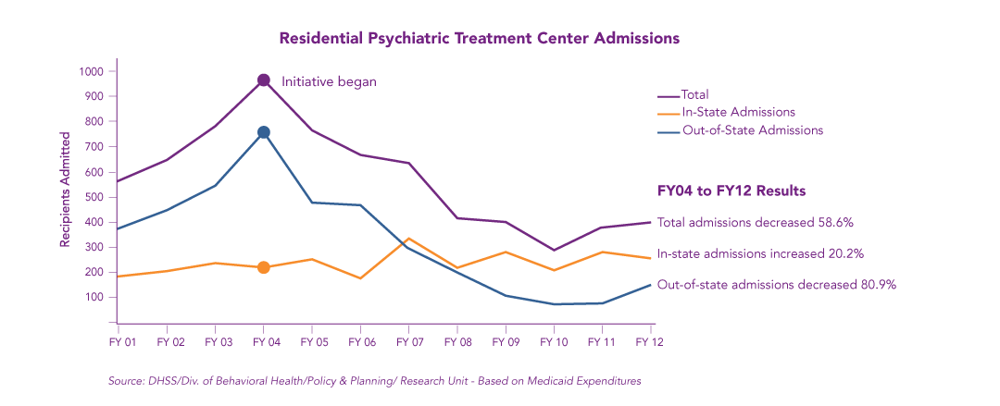 Residential Psychiatric Treatment Center Admissions
1000
900
800
700
600
500
400
300
200
100
Recipients Admitted
Initiative began
Total
In-State Admissions
Out-of-State Admissions
FY04 to FY12 Results
Total admissions decreased 58.6%
In-state admissions increased 20.2%
Out-of-state admissions decreased 80.9%
FY 01 FY 02 FY 03 FY 04 FY 05 FY 06 FY 07 FY 08 FY 09 FY 10 FY 11 FY 12
Source: DHSS/Div. of Behavioral Health/Policy & Planning/ Research Unit - Based on Medicaid Expenditures